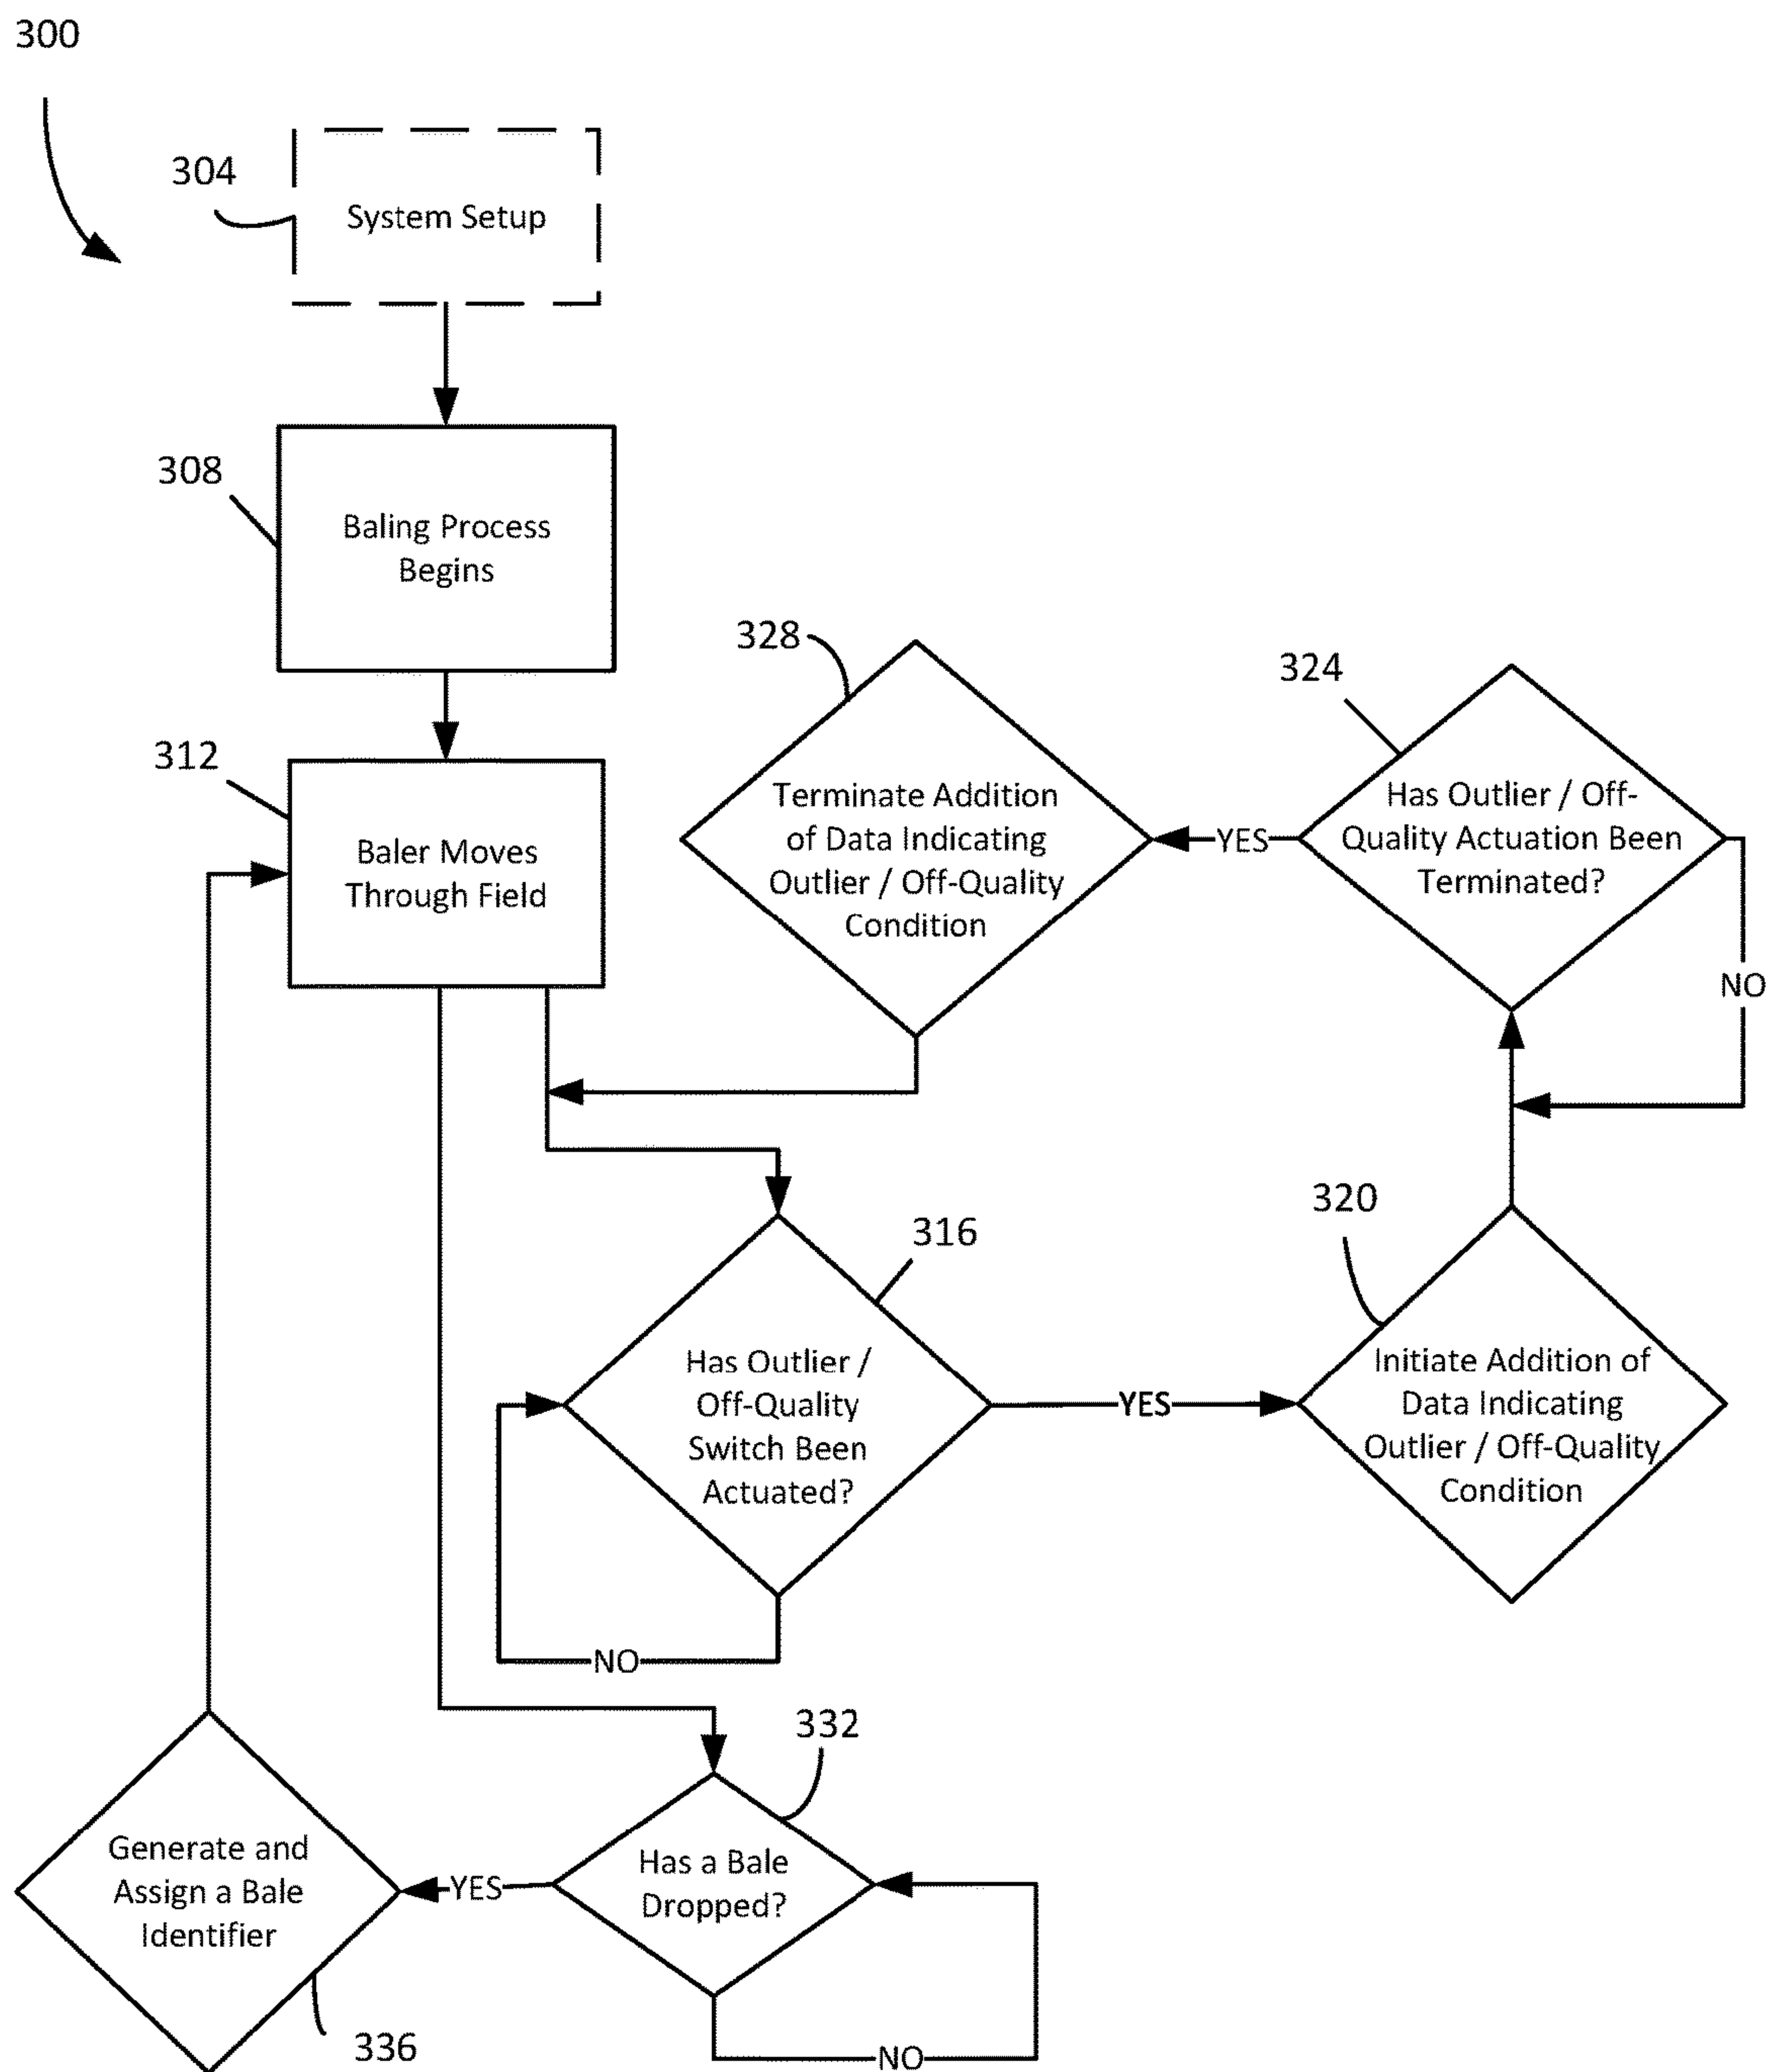 300
304
System Setup
308
Baling Process
Begins
312
Baler Moves
Through Field
328
Terminate Addition
of Data Indicating
Outlier / Off-Quality
Condition
YES
324
Has Outlier / Off-
Quality Actuation Been
Terminated?
NO
316
Has Outlier /
Off-Quality
Switch Been
Actuated?
YES
NO
320
Initiate Addition of
Data Indicating
Outlier / Off-Quality
Condition
332
Has a Bale
Dropped?
YES
NO
Generate and
Assign a Bale
Identifier
336